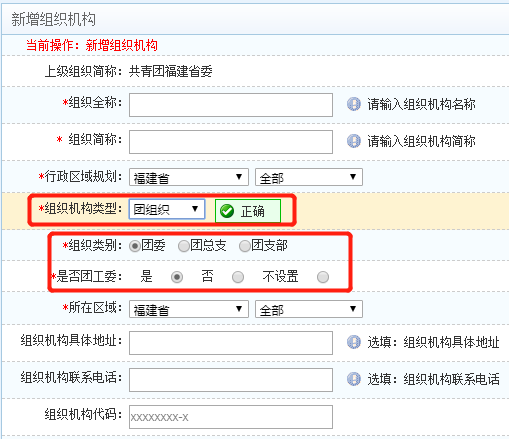 新增组织机构
当前操作：新增组织机构
上级组织简称：共青团福建省委
*组织全称： 请输入组织机构名称
* 组织简称： 请输入组织机构简称
*行政区域规划： 福建省 全部
*组织机构类型： 团组织 正确
*组织类别： 团委 团总支 团支部
*是否团工委： 是 否 不设置
*所在区域： 福建省 全部
组织机构具体地址： 选填：组织机构具体地址
组织机构联系电话： 选填：组织机构联系电话
组织机构代码： xxxxxxxx-x